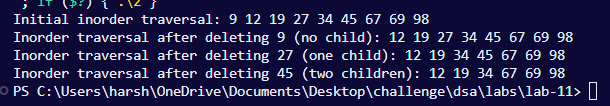 ; if ($?) { .\2 }
Initial inorder traversal: 9 12 19 27 34 45 67 69 98
Inorder traversal after deleting 9 (no child): 12 19 27 34 45 67 69 98
Inorder traversal after deleting 27 (one child): 12 19 34 45 67 69 98
Inorder traversal after deleting 45 (two children): 12 19 34 67 69 98
PS C:\Users\harsh\OneDrive\Documents\Desktop\challenge\dsa\labs\lab-11>